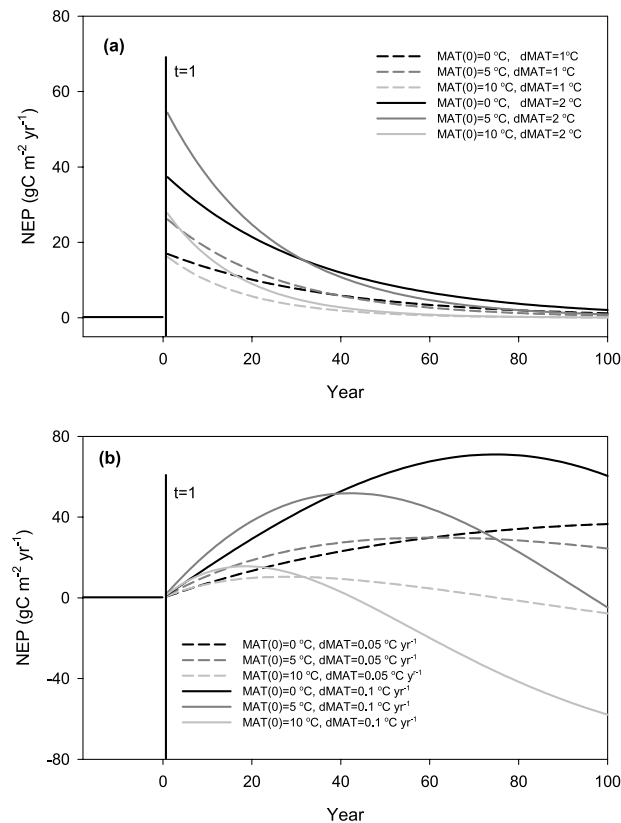 80
(a)
t=1
MAT(0)=0 °C, dMAT=1°C
MAT(0)=5 °C, dMAT=1 °C
MAT(0)=10 °C, dMAT=1 °C
MAT(0)=0 °C, dMAT=2 °C
MAT(0)=5 °C, dMAT=2 °C
MAT(0)=10 °C, dMAT=2 °C
60
40
20
0
NEP (gC m⁻² yr⁻¹)
0 20 40 60 80 100
Year
80
(b)
t=1
40
0
-40
-80
NEP (gC m⁻² yr⁻¹)
MAT(0)=0 °C, dMAT=0.05 °C yr⁻¹
MAT(0)=5 °C, dMAT=0.05 °C yr⁻¹
MAT(0)=10 °C, dMAT=0.05 °C y⁻¹
MAT(0)=0 °C, dMAT=0.1 °C yr⁻¹
MAT(0)=5 °C, dMAT=0.1 °C yr⁻¹
MAT(0)=10 °C, dMAT=0.1 °C yr⁻¹
0 20 40 60 80 100
Year